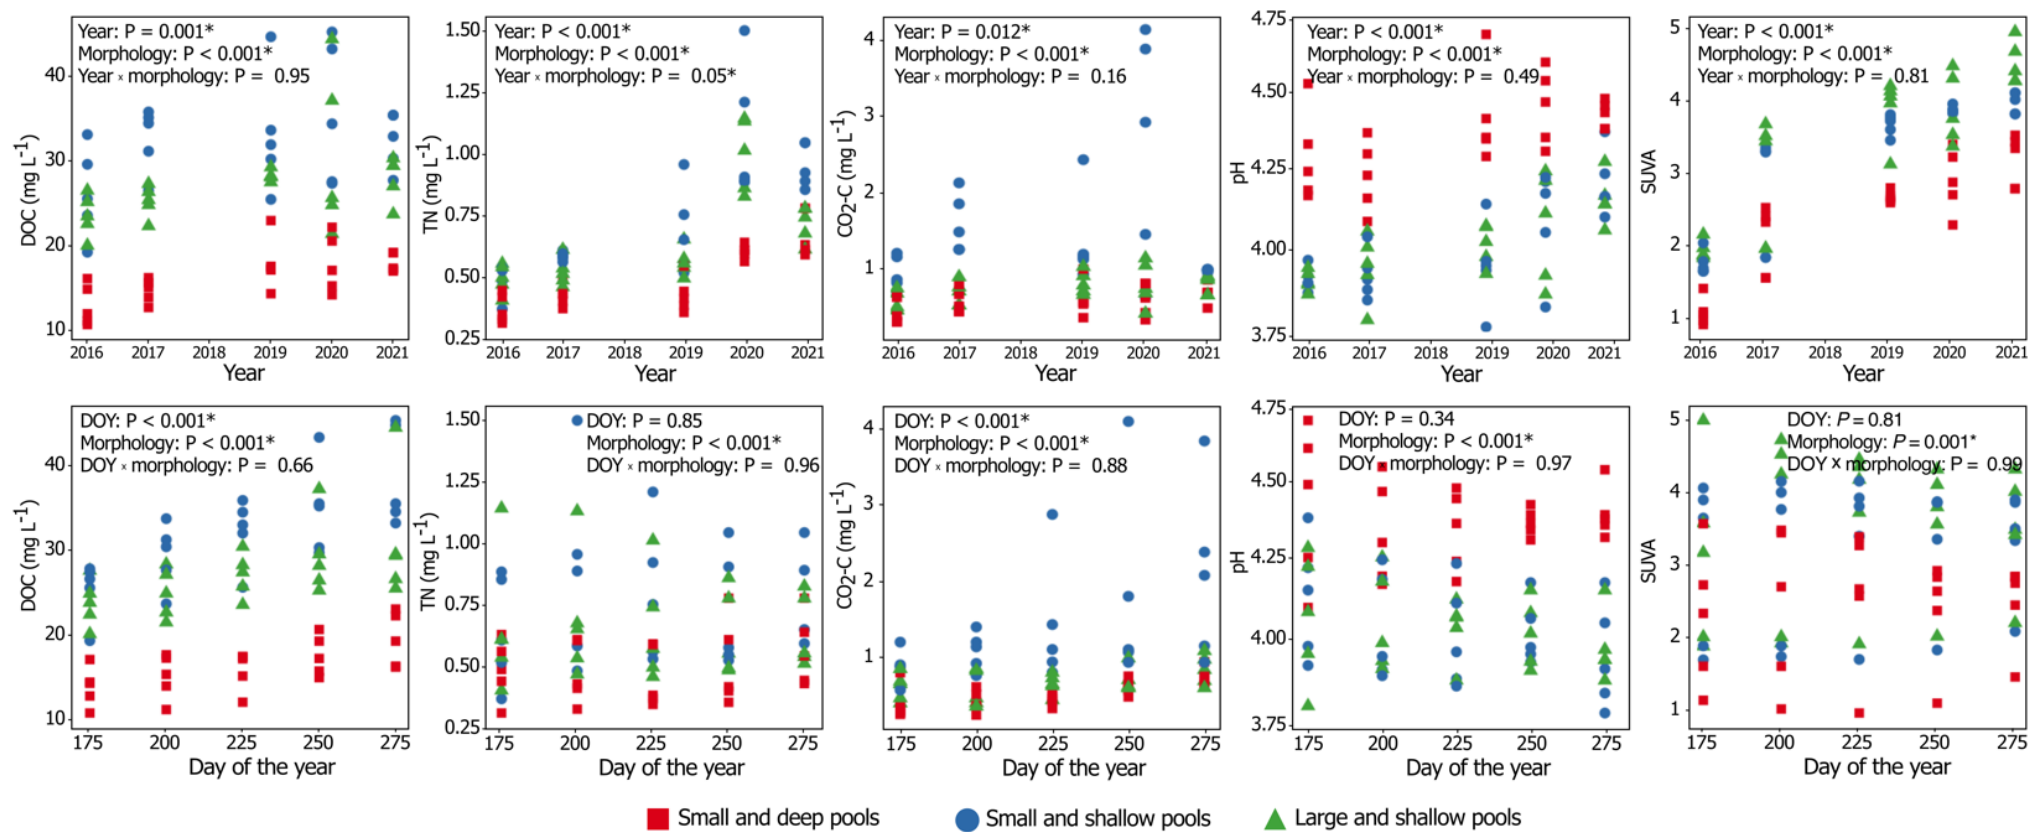 Year: P = 0.001*
Morphology: P < 0.001*
Year × morphology: P = 0.95
40
30
20
10
DOC (mg L⁻¹)
2016 2017 2018 2019 2020 2021
Year
Year: P < 0.001*
Morphology: P < 0.001*
Year × morphology: P = 0.05*
1.50
1.25
1.00
0.75
0.50
0.25
TN (mg L⁻¹)
2016 2017 2018 2019 2020 2021
Year
Year: P = 0.012*
Morphology: P < 0.001*
Year × morphology: P = 0.16
4
3
2
1
CO₂-C (mg L⁻¹)
2016 2017 2018 2019 2020 2021
Year
Year: P < 0.001*
Morphology: P < 0.001*
Year × morphology: P = 0.49
4.75
4.50
4.25
4.00
3.75
pH
2016 2017 2018 2019 2020 2021
Year
Year: P < 0.001*
Morphology: P < 0.001*
Year × morphology: P = 0.81
5
4
3
2
1
SUVA
2016 2017 2018 2019 2020 2021
Year
DOY: P < 0.001*
Morphology: P < 0.001*
DOY × morphology: P = 0.66
40
30
20
10
DOC (mg L⁻¹)
175 200 225 250 275
Day of the year
DOY: P = 0.85
Morphology: P < 0.001*
DOY × morphology: P = 0.96
1.50
1.25
1.00
0.75
0.50
0.25
TN (mg L⁻¹)
175 200 225 250 275
Day of the year
DOY: P < 0.001*
Morphology: P < 0.001*
DOY × morphology: P = 0.88
4
3
2
1
CO₂-C (mg L⁻¹)
175 200 225 250 275
Day of the year
DOY: P = 0.34
Morphology: P < 0.001*
DOY × morphology: P = 0.97
4.75
4.50
4.25
4.00
3.75
pH
175 200 225 250 275
Day of the year
DOY: P = 0.81
Morphology: P = 0.001*
DOY × morphology: P = 0.99
5
4
3
2
1
SUVA
175 200 225 250 275
Day of the year
Small and deep pools
Small and shallow pools
Large and shallow pools